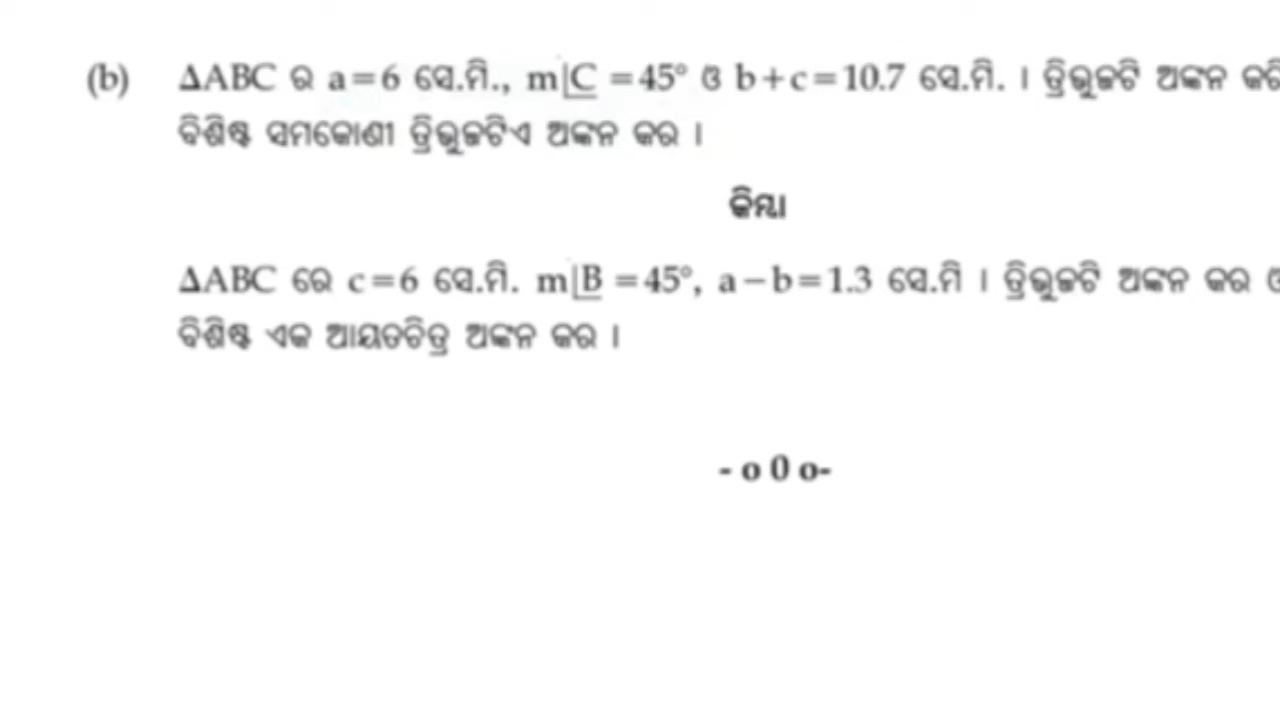 (b) ΔABC ର a=6 ସେ.ମି., m∟C =45° ଓ b+c=10.7 ସେ.ମି. । ତ୍ରିଭୁଜଟି ଅଙ୍କନ
ବିଶିଷ୍ଟ ସମକୋଣୀ ତ୍ରିଭୁଜଟିଏ ଅଙ୍କନ କର ।
କିମ୍ବା
ΔABC ରେ c=6 ସେ.ମି. m∟B =45°, a−b=1.3 ସେ.ମି । ତ୍ରିଭୁଜଟି ଅଙ୍କନ କର
ବିଶିଷ୍ଟ ଏକ ଆୟତଚିତ୍ର ଅଙ୍କନ କର ।
- o 0 o-